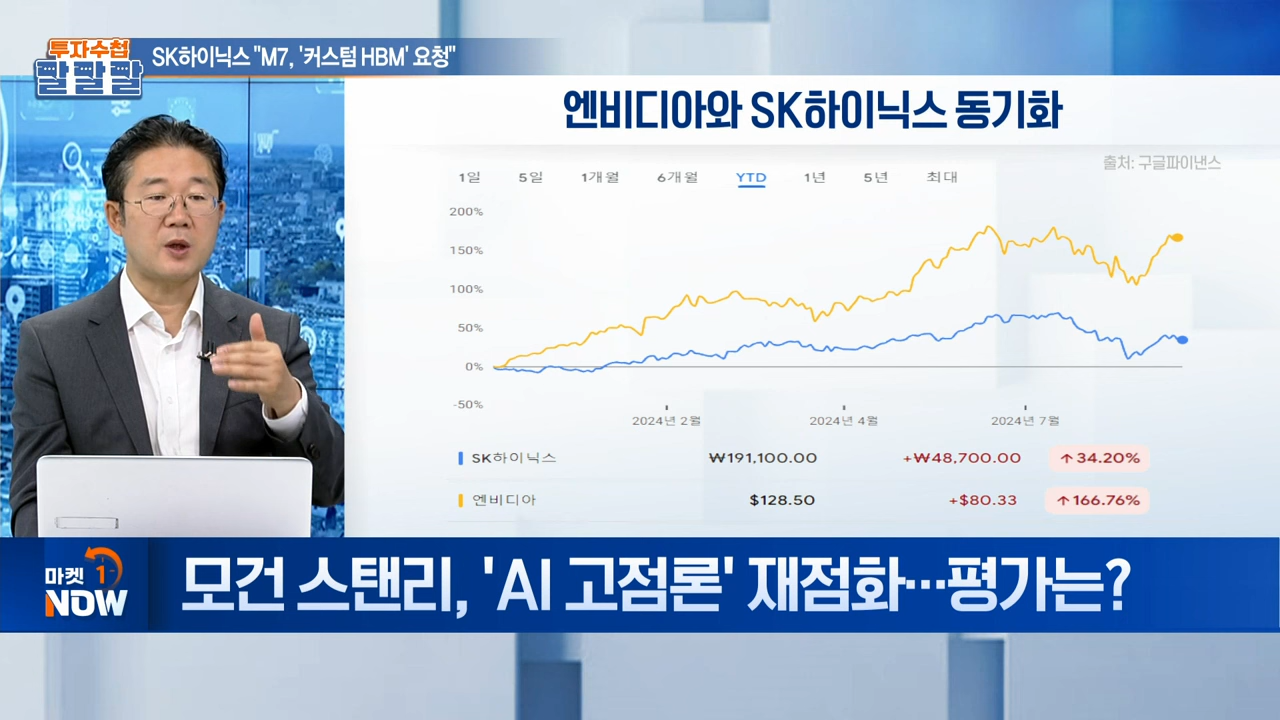 투자수첩
팔팔팔
SK하이닉스 "M7, '커스텀 HBM' 요청"
엔비디아와 SK하이닉스 동기화
출처: 구글파이낸스
1일 5일 1개월 6개월 YTD 1년 5년 최대
200%
150%
100%
50%
0%
-50%
2024년 2월 2024년 4월 2024년 7월
SK하이닉스 ₩191,100.00 +₩48,700.00 ↑34.20%
엔비디아 $128.50 +$80.33 ↑166.76%
마켓 1
NOW
모건 스탠리, 'AI 고점론' 재점화…평가는?